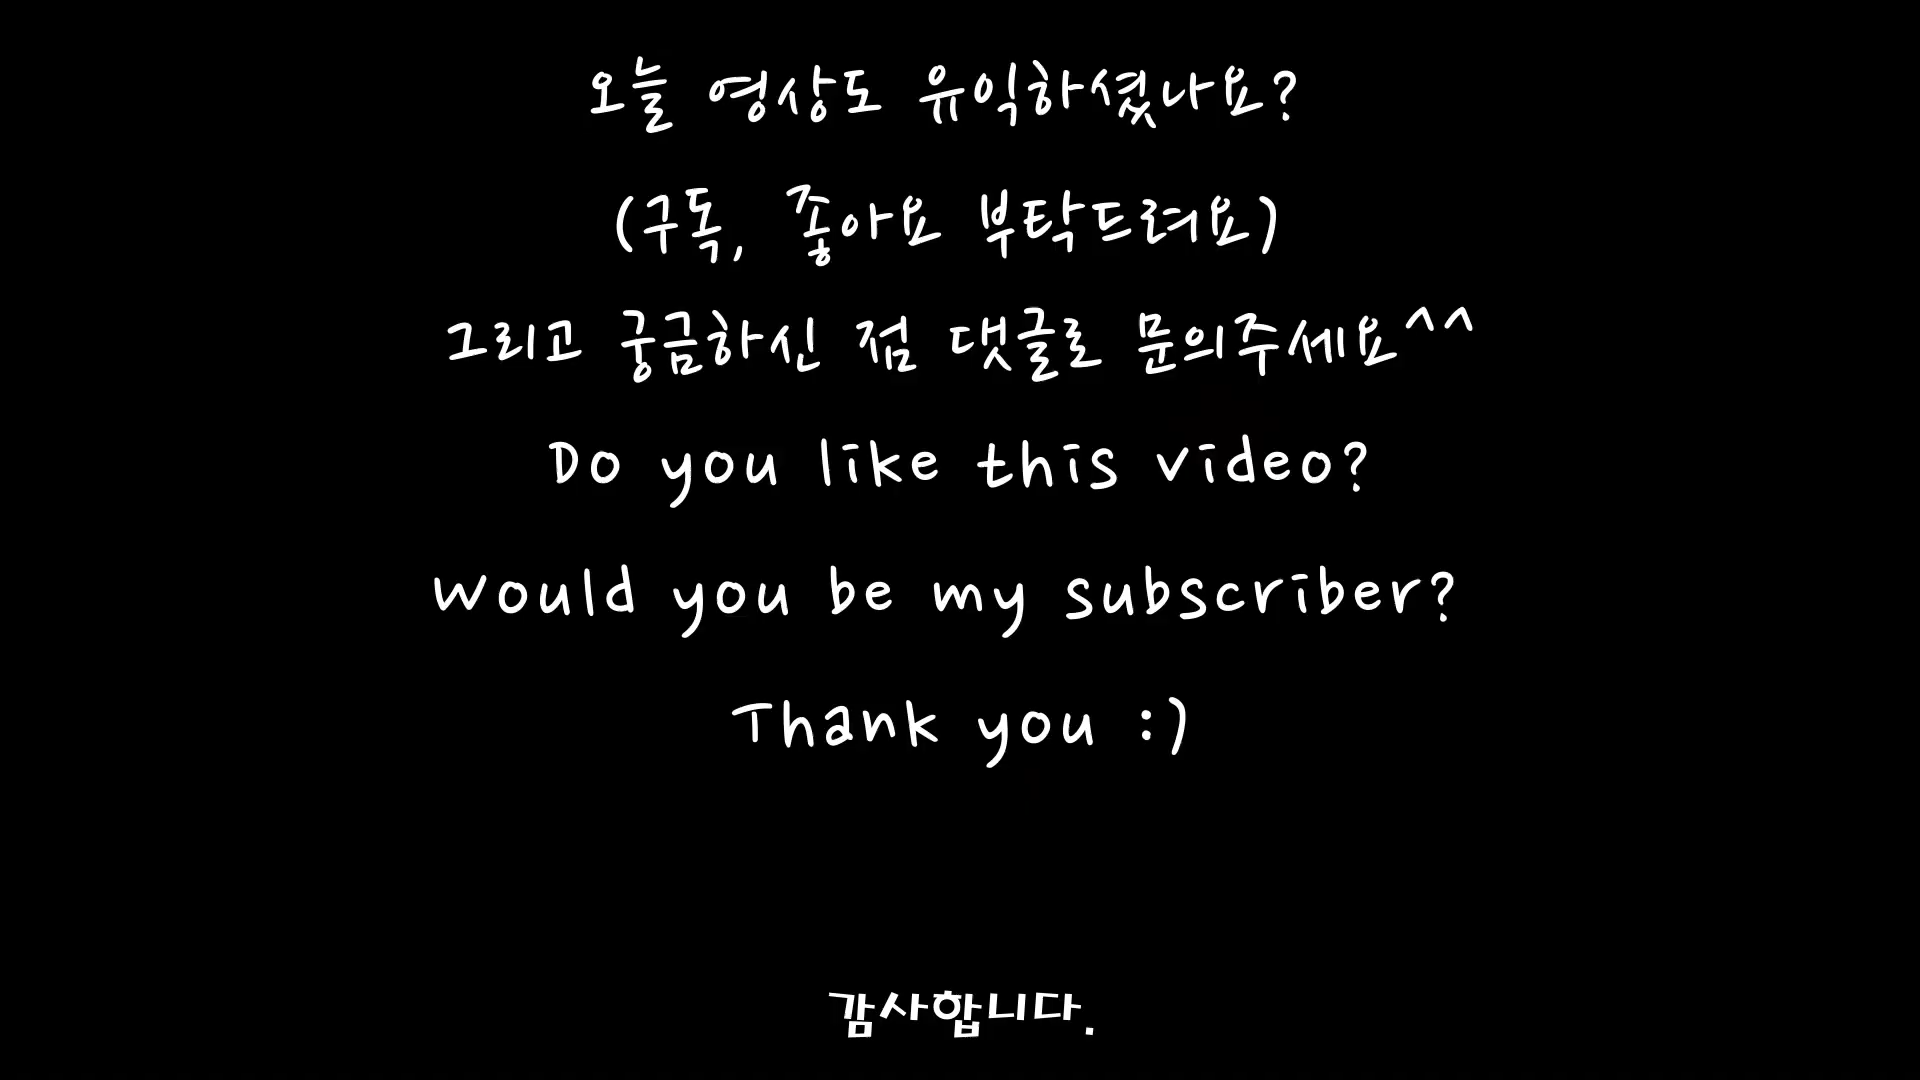 오늘 영상도 유익하셨나요?
(구독, 좋아요 부탁드려요)
그리고 궁금하신 점 댓글로 문의주세요^^
Do you like this video?
Would you be my subscriber?
Thank you :)
감사합니다.